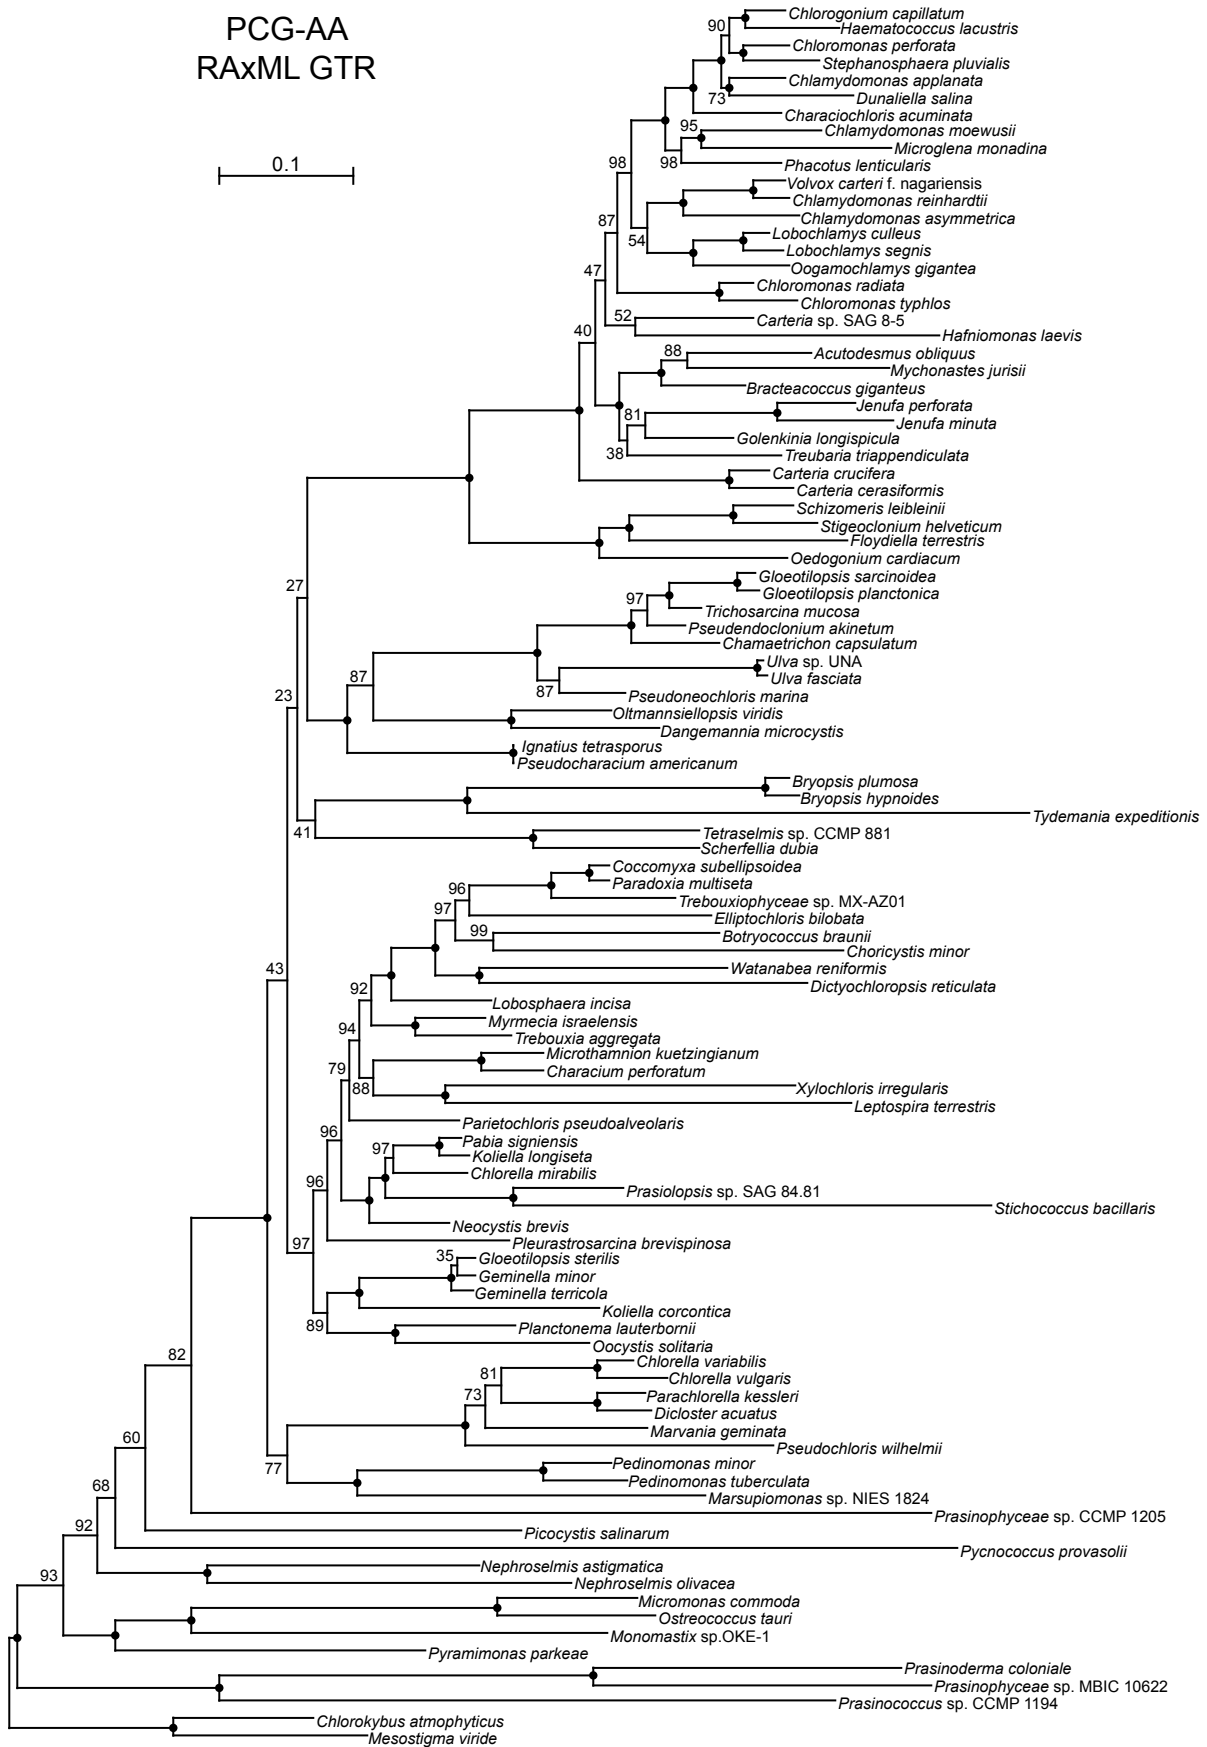 PCG-AA
RAxML GTR
0.1
Chlorogonium capillatum
90
Haematococcus lacustris
Chloromonas perforata
Stephanosphaera pluvialis
Chlamydomonas applanata
73
Dunaliella salina
Characiochloris acuminata
95
Chlamydomonas moewusii
Microglena monadina
98
98
Phacotus lenticularis
Volvox carteri f. nagariensis
Chlamydomonas reinhardtii
87
Chlamydomonas asymmetrica
54
Lobochlamys culleus
Lobochlamys segnis
47
Oogamochlamys gigantea
Chloromonas radiata
Chloromonas typhlos
52
Carteria sp. SAG 8-5
40
Hafniomonas laevis
88
Acutodesmus obliquus
Mychonastes jurisii
Bracteacoccus giganteus
81
Jenufa perforata
Jenufa minuta
Golenkinia longispicula
38
Treubaria triappendiculata
Carteria crucifera
Carteria cerasiformis
Schizomeris leibleinii
Stigeoclonium helveticum
Floydiella terrestris
Oedogonium cardiacum
27
Gloeotilopsis sarcinoidea
Gloeotilopsis planctonica
97
Trichosarcina mucosa
Pseudendoclonium akinetum
Chamaetrichon capsulatum
Ulva sp. UNA
87
Ulva fasciata
87
23
Pseudoneochloris marina
Oltmannsiellopsis viridis
Dangemannia microcystis
Ignatius tetrasporus
Pseudocharacium americanum
Bryopsis plumosa
Bryopsis hypnoides
Tydemania expeditionis
41
Tetraselmis sp. CCMP 881
Scherfellia dubia
Coccomyxa subellipsoidea
96
Paradoxia multiseta
Trebouxiophyceae sp. MX-AZ01
97
Elliptochloris bilobata
99
Botryococcus braunii
Choricystis minor
43
Watanabea reniformis
92
Dictyochloropsis reticulata
Lobosphaera incisa
94
Myrmecia israelensis
Trebouxia aggregata
Microthamnion kuetzingianum
79
Characium perforatum
88
Xylochloris irregularis
Leptospira terrestris
96
Parietochloris pseudoalveolaris
97
Pabia signiensis
Koliella longiseta
96
Chlorella mirabilis
Prasiolopsis sp. SAG 84.81
Stichococcus bacillaris
Neocystis brevis
97
Pleurastrosarcina brevispinosa
35
Gloeotilopsis sterilis
Geminella minor
Geminella terricola
Koliella corcontica
89
Planctonema lauterbornii
Oocystis solitaria
82
81
Chlorella variabilis
Chlorella vulgaris
73
Parachlorella kessleri
Dicloster acuatus
Marvania geminata
60
Pseudochloris wilhelmii
77
Pedinomonas minor
68
Pedinomonas tuberculata
Marsupiomonas sp. NIES 1824
Prasinophyceae sp. CCMP 1205
92
Picocystis salinarum
Pycnococcus provasolii
93
Nephroselmis astigmatica
Nephroselmis olivacea
Micromonas commoda
Ostreococcus tauri
Monomastix sp.OKE-1
Pyramimonas parkeae
Prasinoderma coloniale
Prasinophyceae sp. MBIC 10622
Prasinococcus sp. CCMP 1194
Chlorokybus atmophyticus
Mesostigma viride